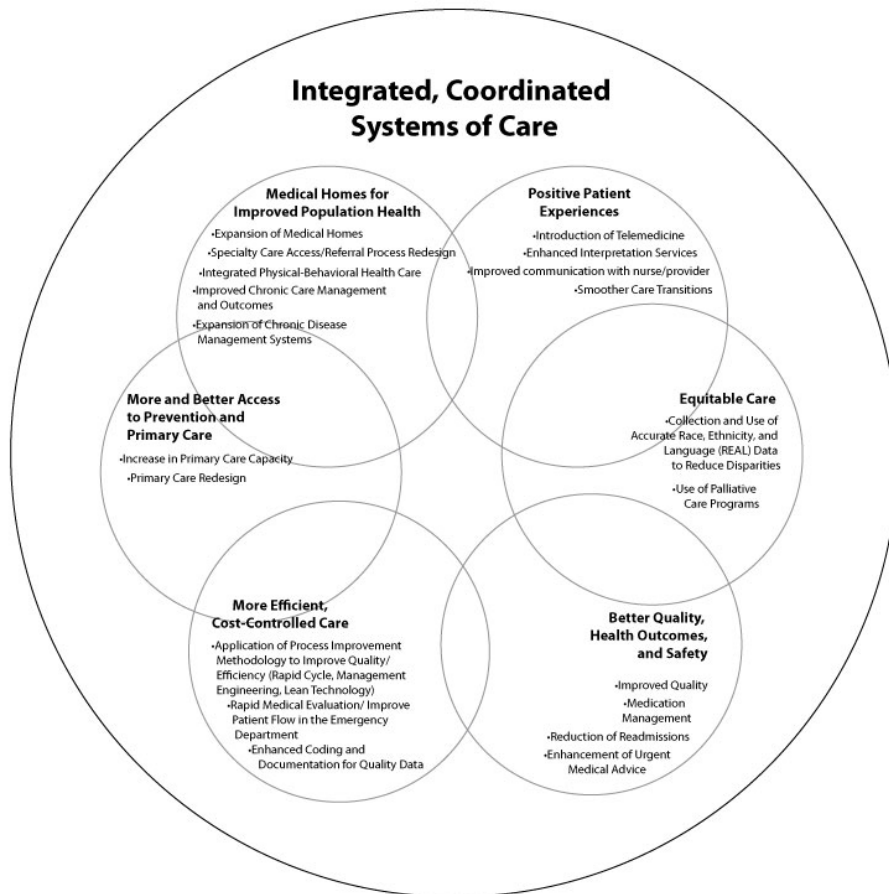 Integrated, Coordinated
Systems of Care
Medical Homes for
Improved Population Health
•Expansion of Medical Homes
•Specialty Care Access/Referral Process Redesign
•Integrated Physical-Behavioral Health Care
•Improved Chronic Care Management
and Outcomes
•Expansion of Chronic Disease
Management Systems
Positive Patient
Experiences
•Introduction of Telemedicine
•Enhanced Interpretation Services
•Improved communication with nurse/provider
•Smoother Care Transitions
More and Better Access
to Prevention and
Primary Care
•Increase in Primary Care Capacity
•Primary Care Redesign
Equitable Care
•Collection and Use of
Accurate Race, Ethnicity, and
Language (REAL) Data
to Reduce Disparities
•Use of Palliative
Care Programs
More Efficient,
Cost-Controlled Care
•Application of Process Improvement
Methodology to Improve Quality/
Efficiency (Rapid Cycle, Management
Engineering, Lean Technology)
•Rapid Medical Evaluation/ Improve
Patient Flow in the Emergency
Department
•Enhanced Coding and
Documentation for Quality Data
Better Quality,
Health Outcomes,
and Safety
•Improved Quality
•Medication
Management
•Reduction of Readmissions
•Enhancement of Urgent
Medical Advice